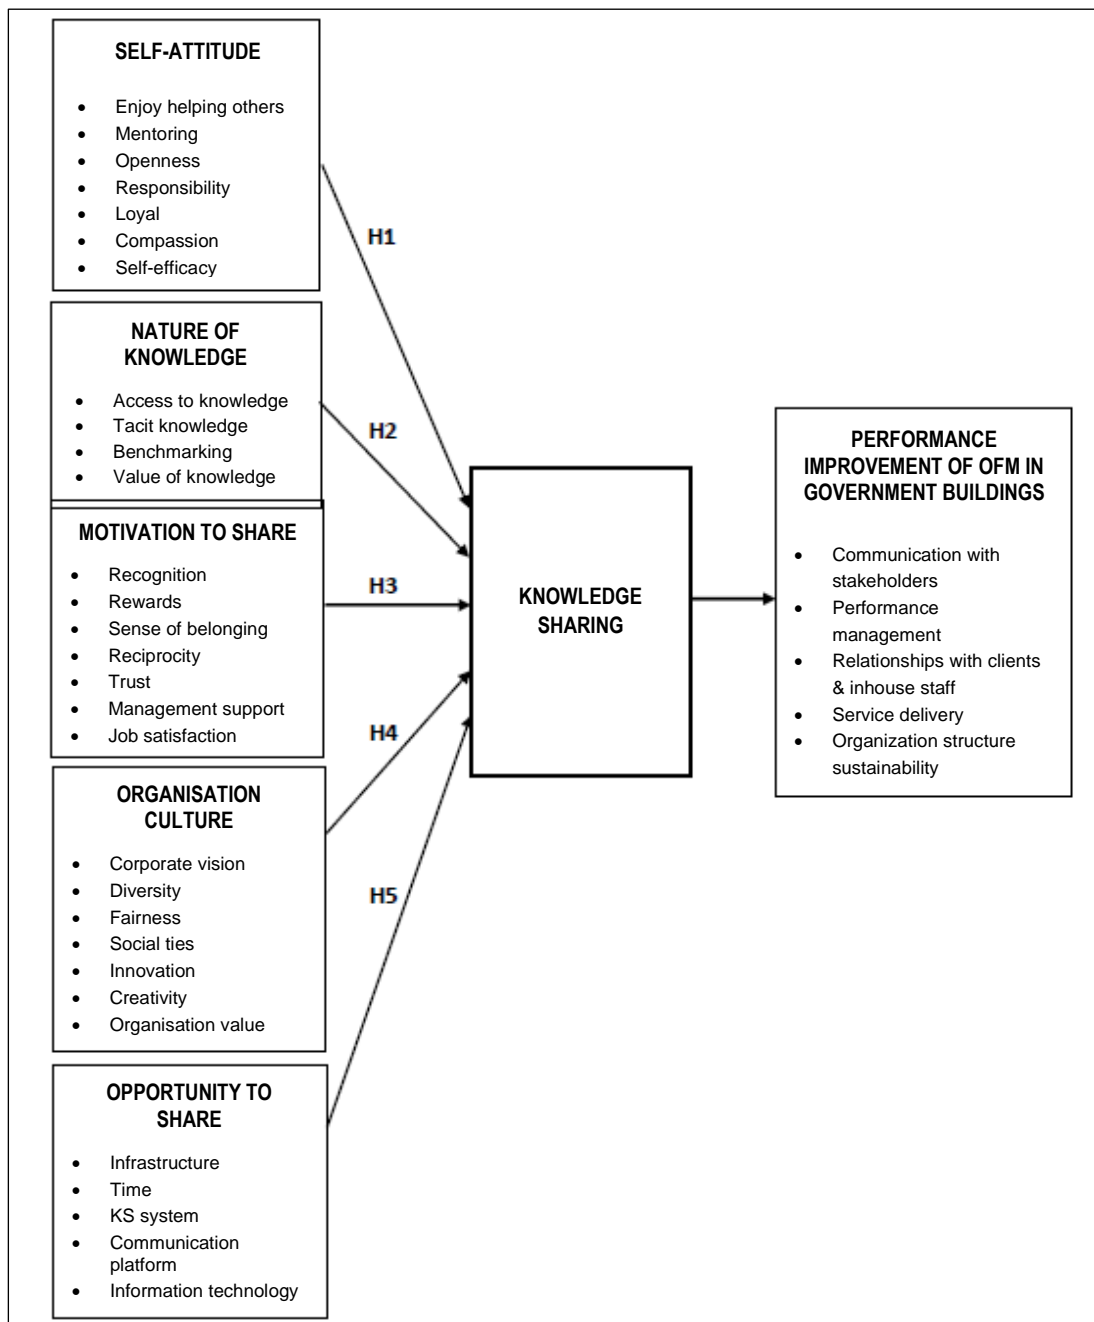 SELF-ATTITUDE
• Enjoy helping others
• Mentoring
• Openness
• Responsibility
• Loyal
• Compassion
• Self-efficacy
H1
NATURE OF
KNOWLEDGE
• Access to knowledge
• Tacit knowledge
• Benchmarking
• Value of knowledge
H2
MOTIVATION TO SHARE
• Recognition
• Rewards
• Sense of belonging
• Reciprocity
• Trust
• Management support
• Job satisfaction
H3
ORGANISATION
CULTURE
• Corporate vision
• Diversity
• Fairness
• Social ties
• Innovation
• Creativity
• Organisation value
H4
OPPORTUNITY TO
SHARE
• Infrastructure
• Time
• KS system
• Communication
platform
• Information technology
H5
KNOWLEDGE
SHARING
PERFORMANCE
IMPROVEMENT OF OFM IN
GOVERNMENT BUILDINGS
• Communication with
stakeholders
• Performance
management
• Relationships with clients
& inhouse staff
• Service delivery
• Organization structure
sustainability